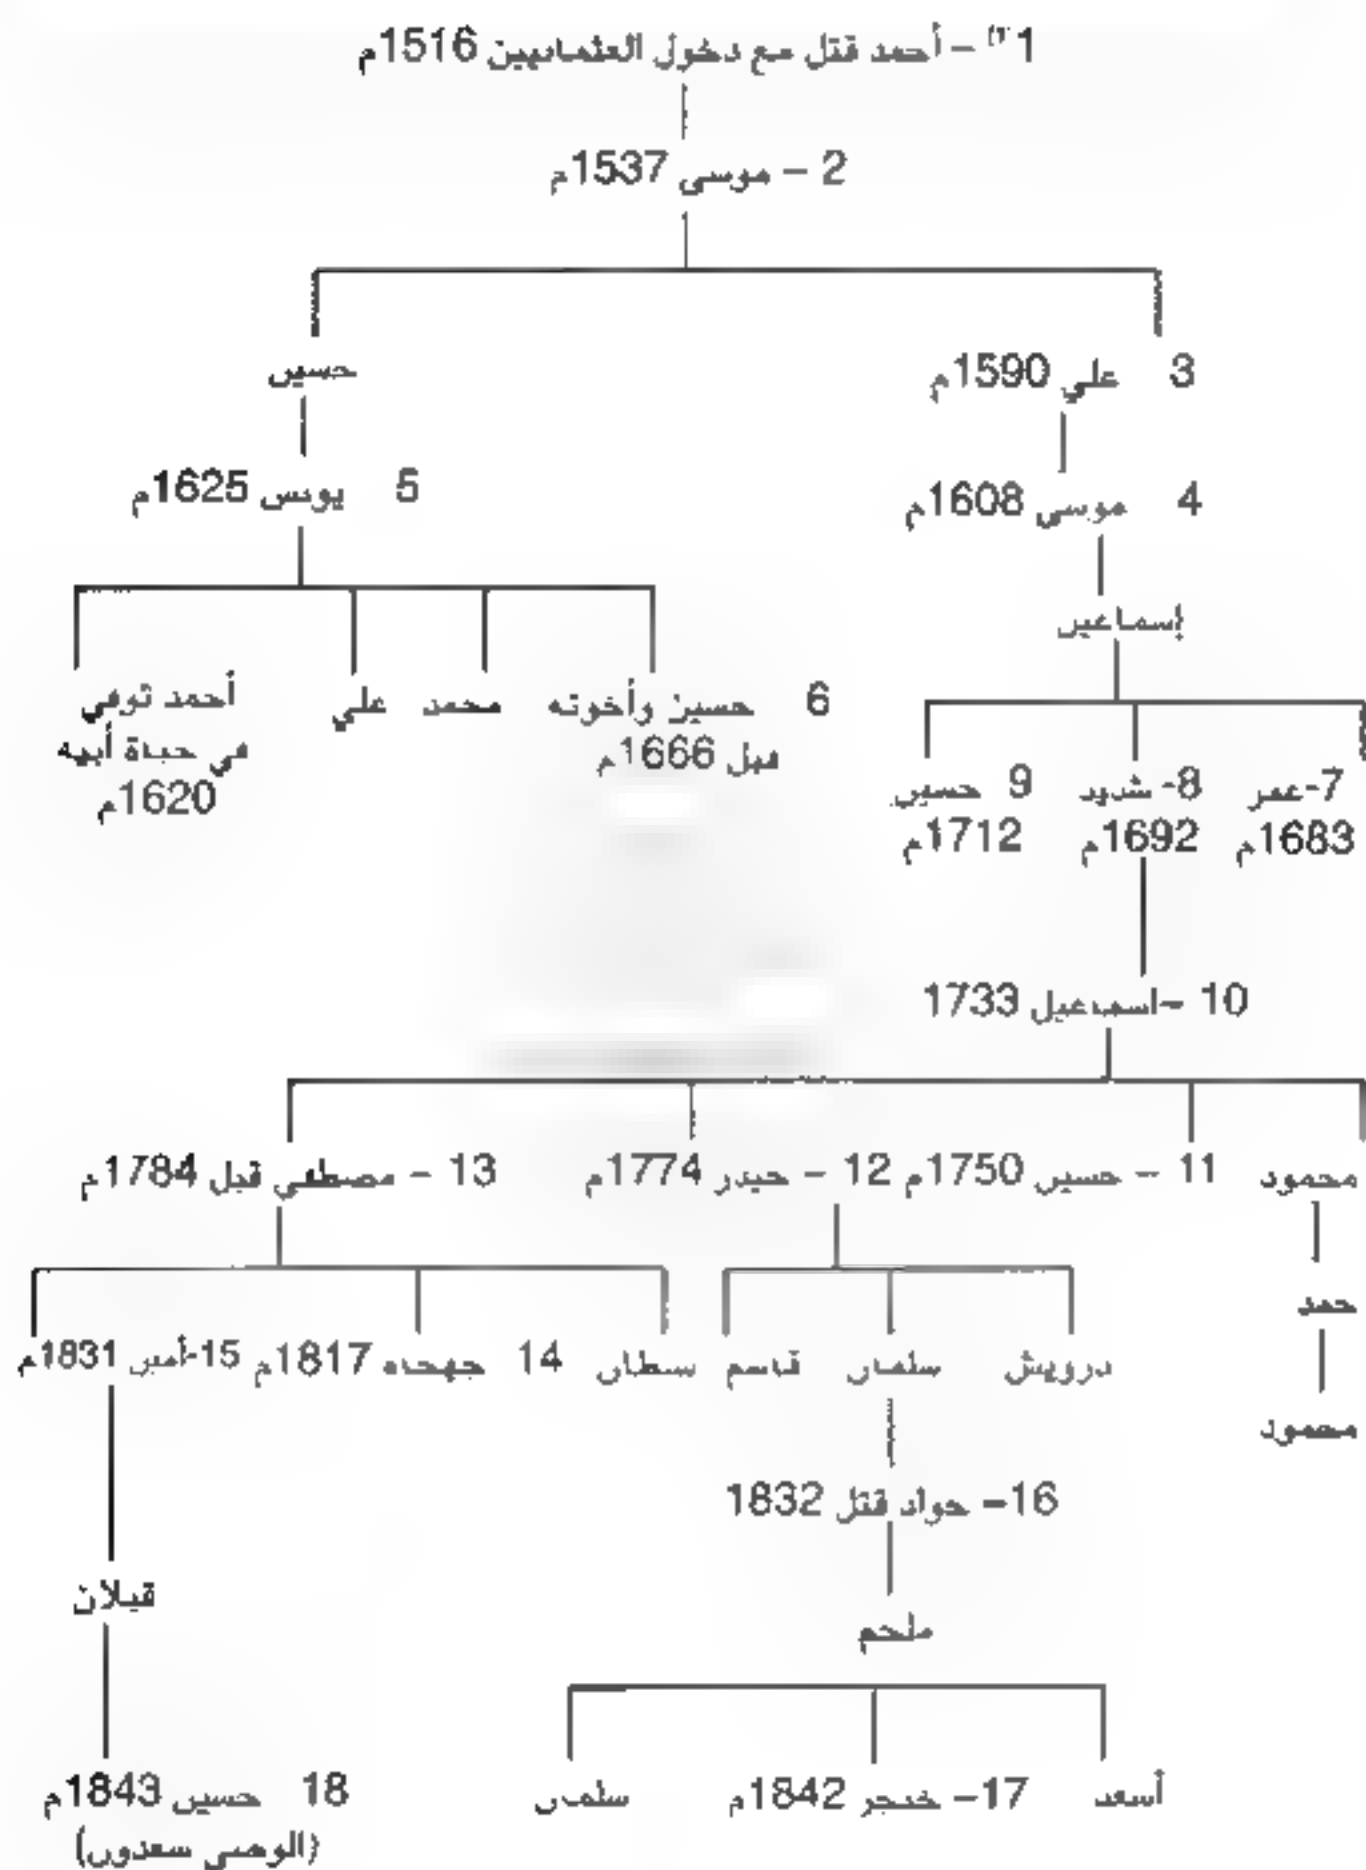 1(*) – أحمد قتل مع دخول العثمانيين 1516م
2 – موسى 1537م
3 علي 1590م
حسين
4 موسى 1608م
5 يونس 1625م
إسماعيل
6 حسين وأخوته
قبل 1666م
محمد
علي
أحمد توفي
في حياة أبيه
1620م
7-عمر
1683م
8- شديد
1692م
9 حسين
1712م
10 –اسماعيل 1733
محمود
11 – حسين 1750م
12 – حيدر 1774م
13 – مصطفى قبل 1784م
حمد
محمود
درويش
سلمان
قاسم
سطان
14 جهجاه 1817م
15-أمين 1831م
16– جواد قتل 1832
ملحم
قبلان
أسعد
17– خنجر 1842م
سلمان
18 حسين 1843م
(الوصي سعدون)